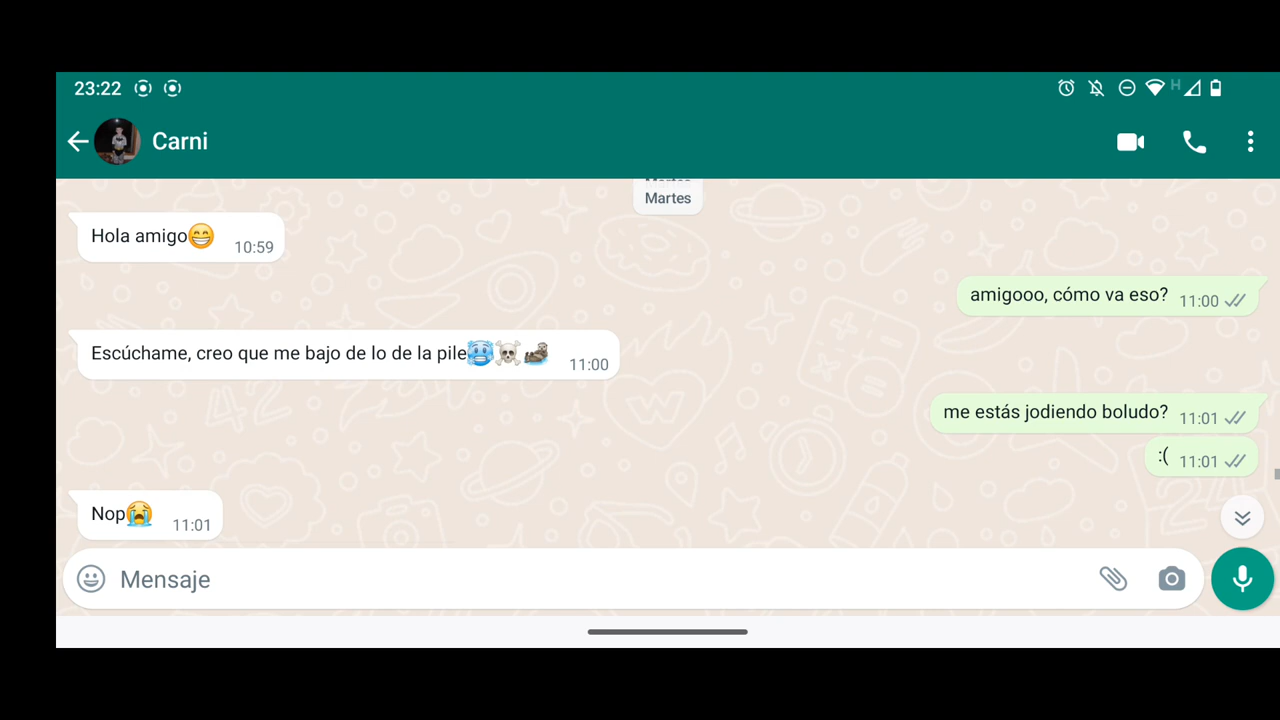 23:22
H
Carni
Martes
Martes
Hola amigo😁 10:59
amigooo, cómo va eso? 11:00
Escúchame, creo que me bajo de lo de la pile🥶☠️🦦 11:00
me estás jodiendo boludo? 11:01
:( 11:01
Nop😭 11:01
Mensaje